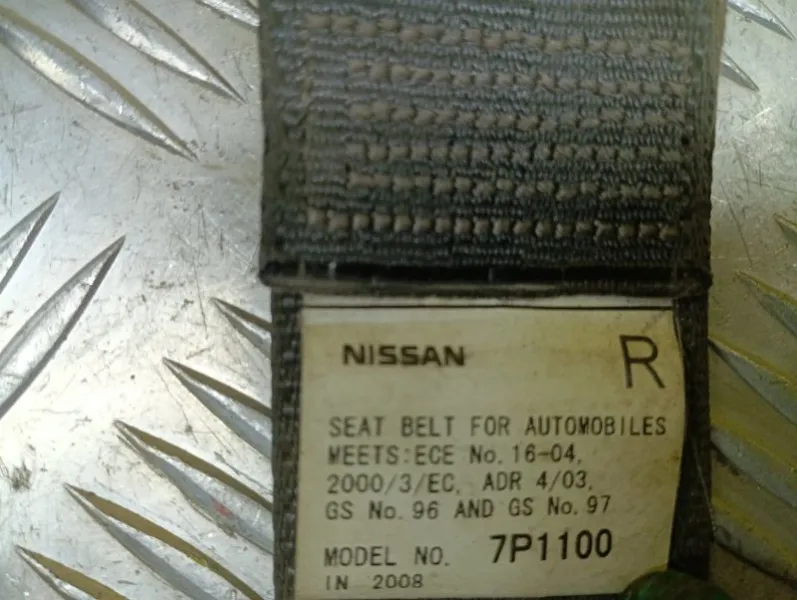 NISSAN R
SEAT BELT FOR AUTOMOBILES
MEETS:ECE No. 16-04,
2000/3/EC, ADR 4/03,
GS No. 96 AND GS No. 97
MODEL NO. 7P1100
IN 2008